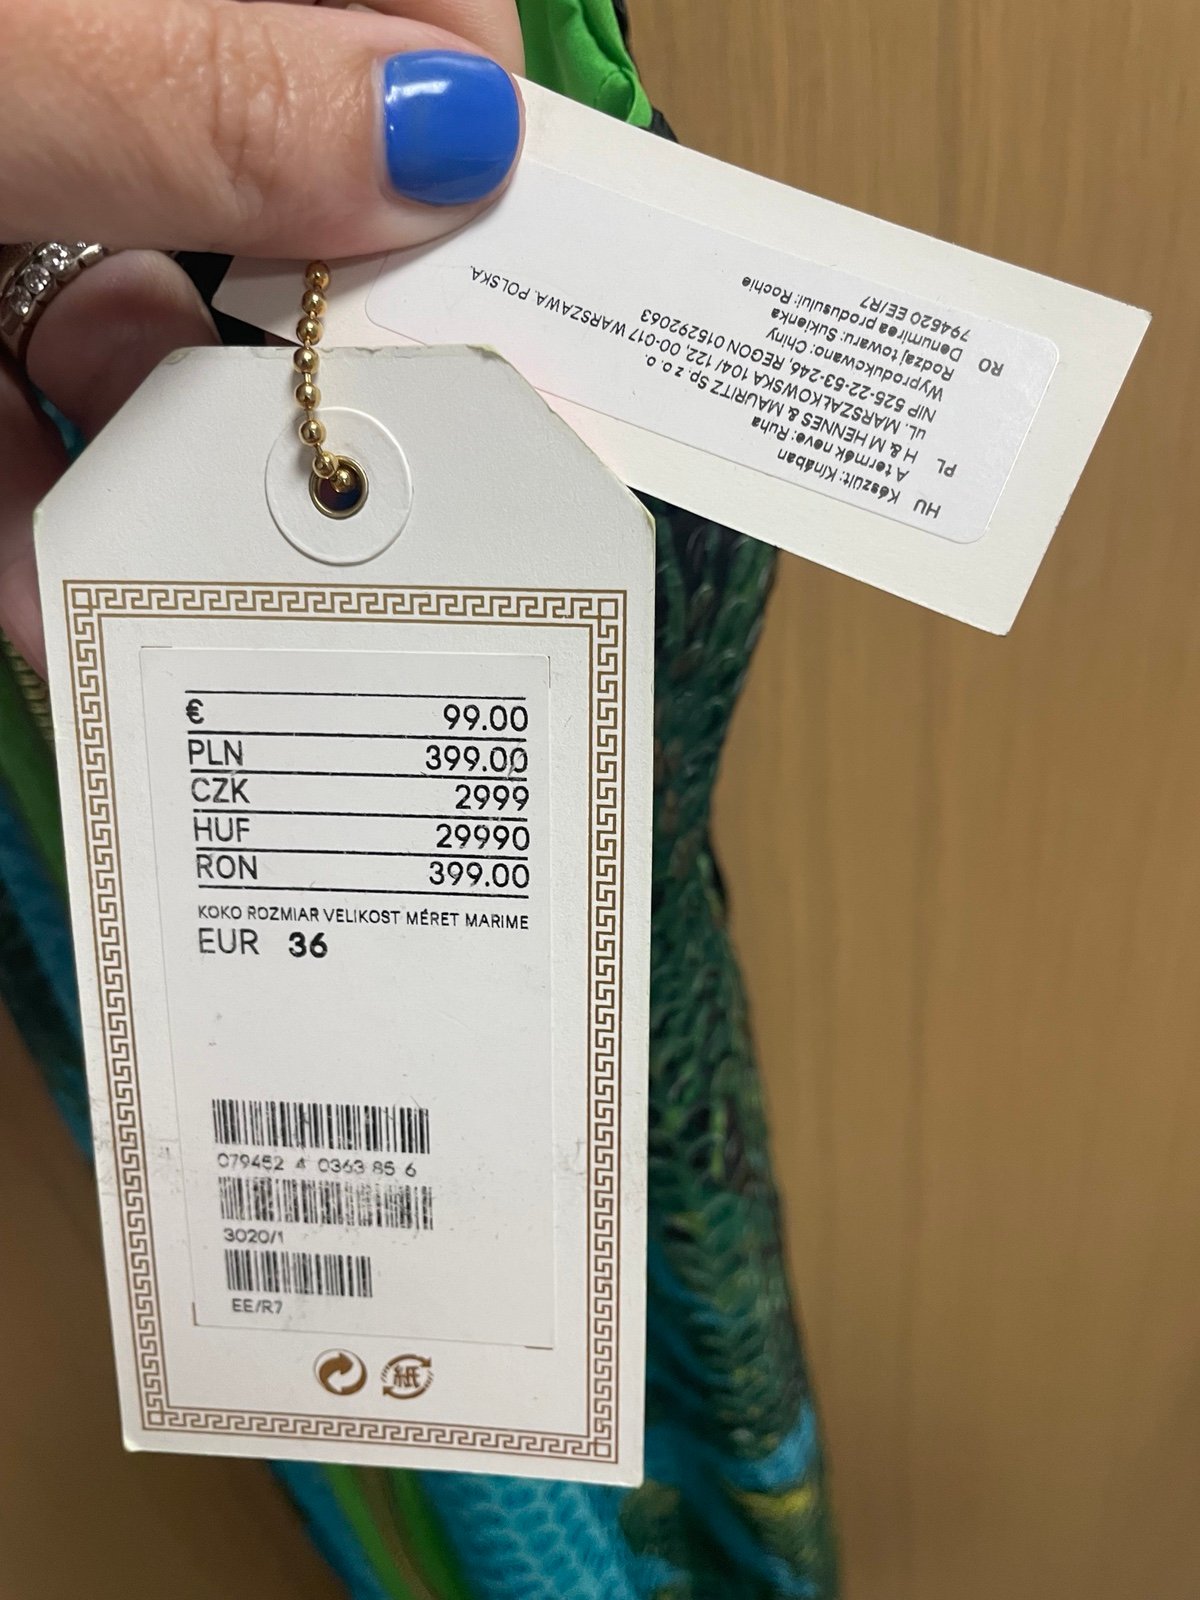 € 99.00
PLN 399.00
CZK 2999
HUF 29990
RON 399.00
KOKO ROZMIAR VELIKOST MÉRET MARIME
EUR 36
079452 4 0363 85 6
3020/1
EE/R7
紙
HU Készült: Kínában
A termék neve: Ruha
PL H & M HENNES & MAURITZ Sp. z o. o.
ul. MARSZAŁKOWSKA 104/122, 00-017 WARSZAWA. POLSKA.
NIP 525-22-53-246, REGON 015292063
Wyprodukowano: Chiny
Rodzaj towaru: Sukienka
RO Denumirea produsului: Rochie
794520 EE/R7